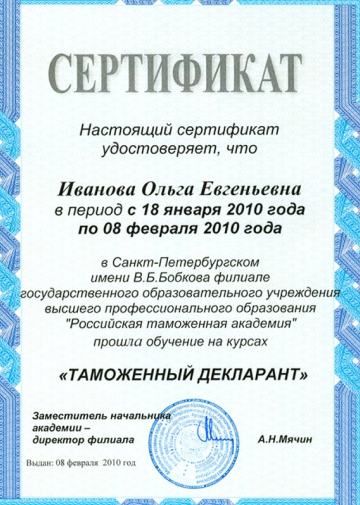 СЕРТИФИКАТ
Настоящий сертификат
удостоверяет, что
Иванова Ольга Евгеньевна
в период с 18 января 2010 года
по 08 февраля 2010 года
в Санкт-Петербургском
имени В.Б.Бобкова филиале
государственного образовательного учреждения
высшего профессионального образования
"Российская таможенная академия"
прошла обучение на курсах
«ТАМОЖЕННЫЙ ДЕКЛАРАНТ»
Заместитель начальника
академии –
директор филиала
А.Н.Мячин
Выдан: 08 февраля 2010 год